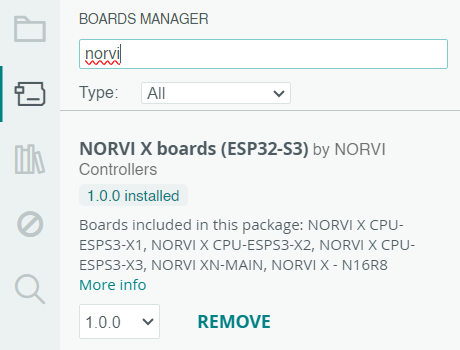 BOARDS MANAGER
norvi
Type: All
NORVI X boards (ESP32-S3) by NORVI
Controllers
1.0.0 installed
Boards included in this package: NORVI X CPU-
ESPS3-X1, NORVI X CPU-ESPS3-X2, NORVI X CPU-
ESPS3-X3, NORVI XN-MAIN, NORVI X - N16R8
More info
1.0.0 REMOVE